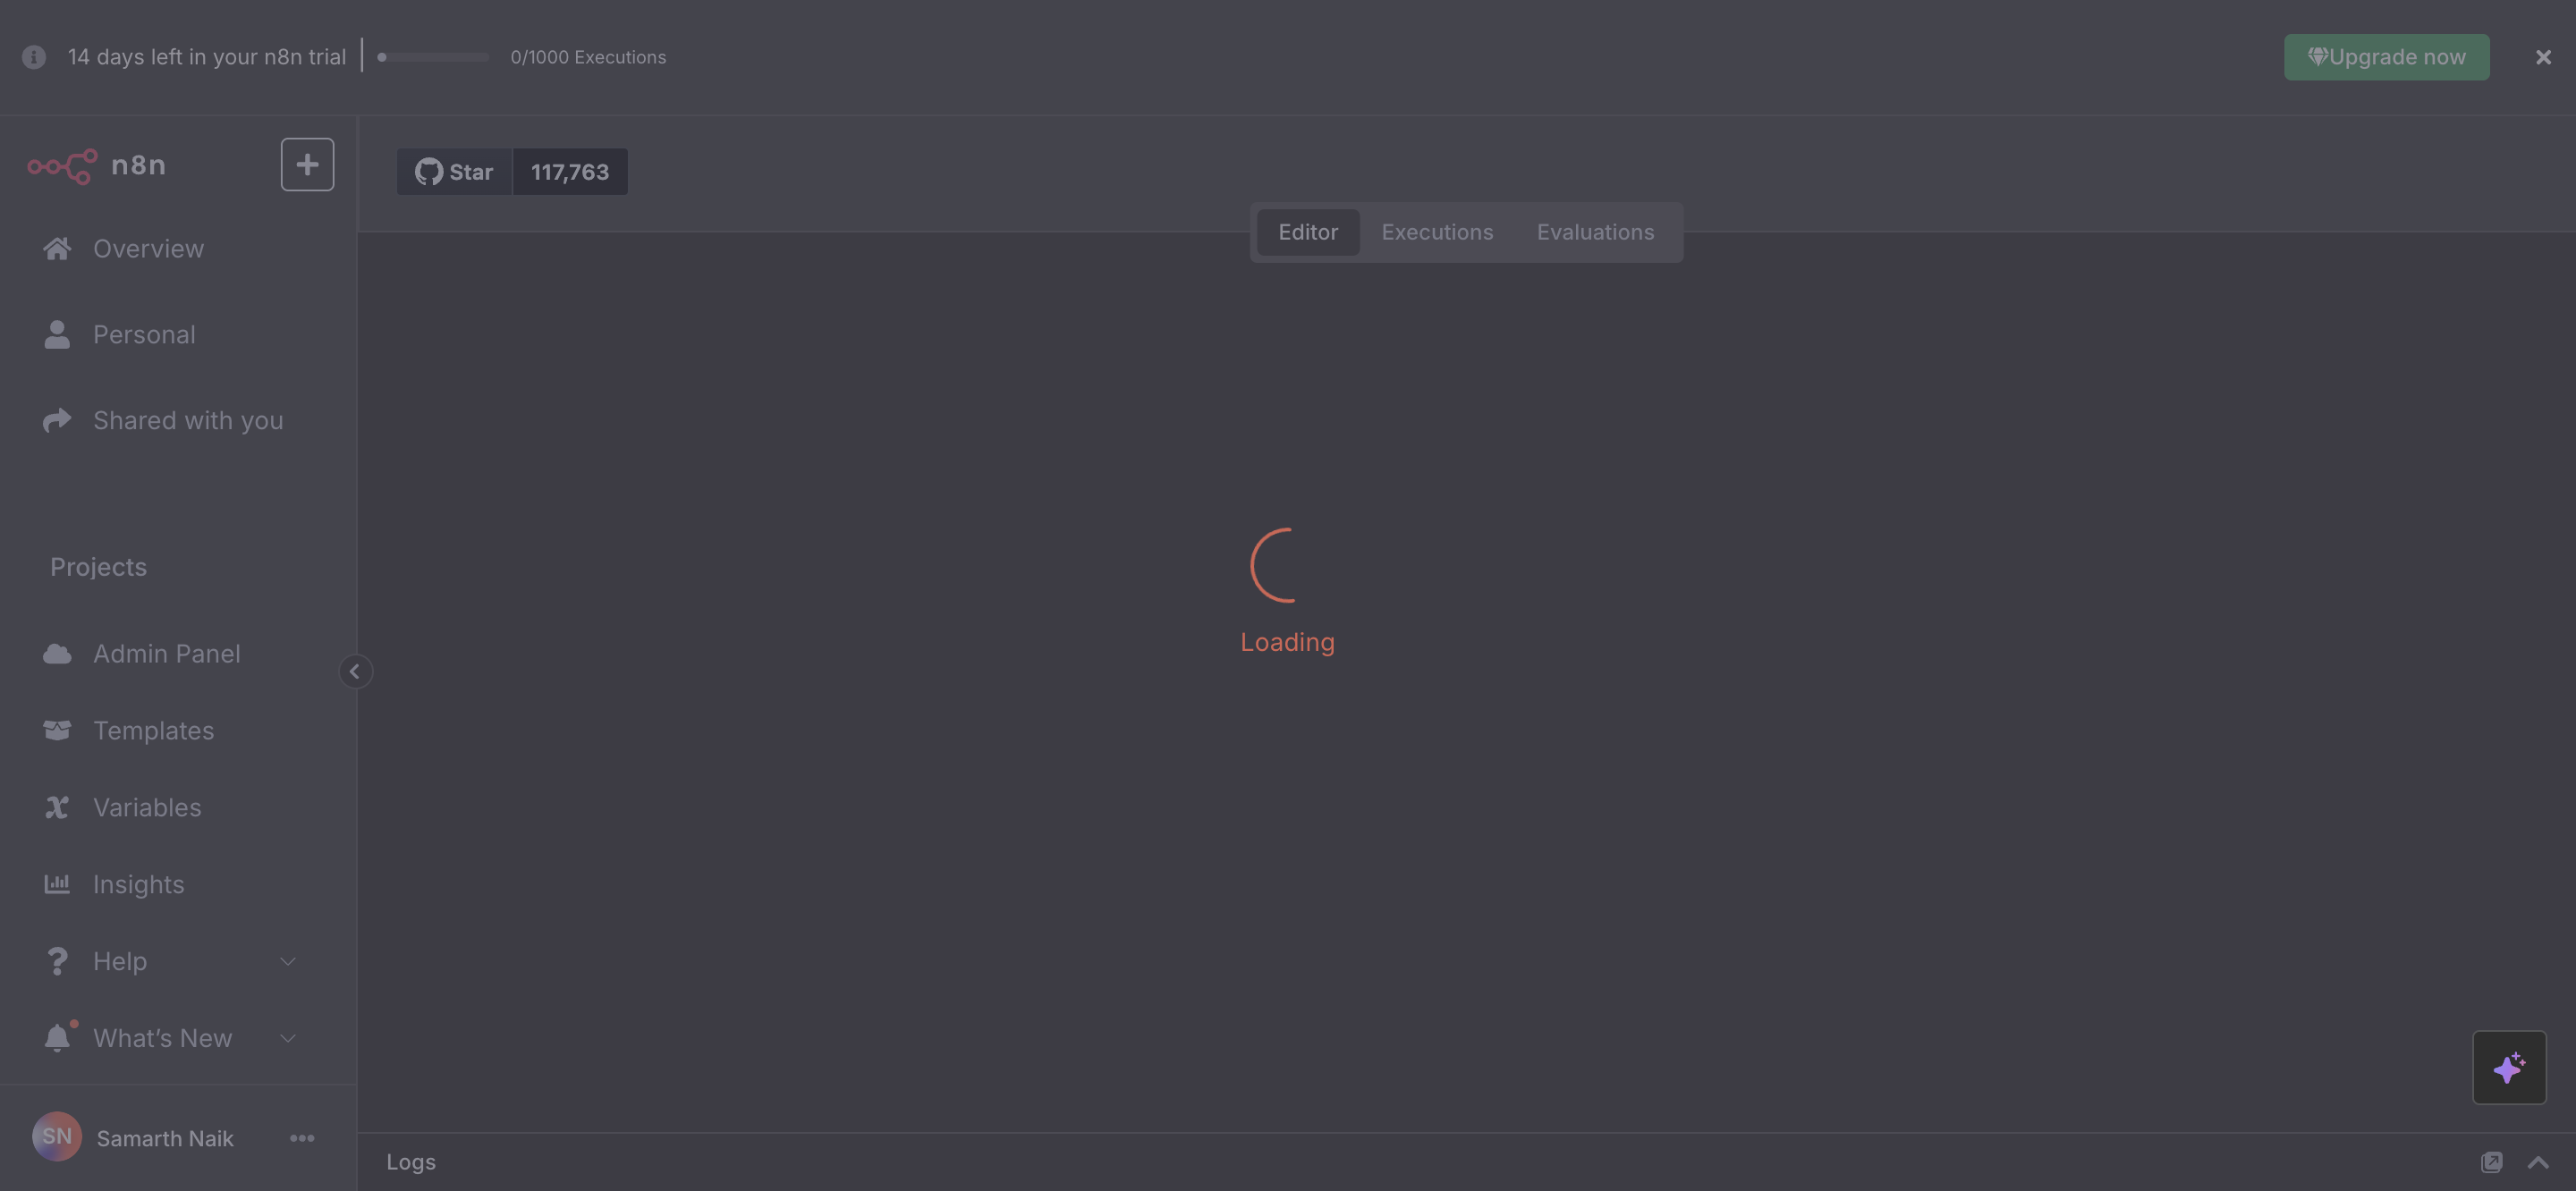 14 days left in your n8n trial
0/1000 Executions
Upgrade now
n8n
Star 117,763
Editor Executions Evaluations
Overview
Personal
Shared with you
Projects
Admin Panel
Templates
Variables
Insights
Help
What’s New
SN Samarth Naik
Loading
Logs